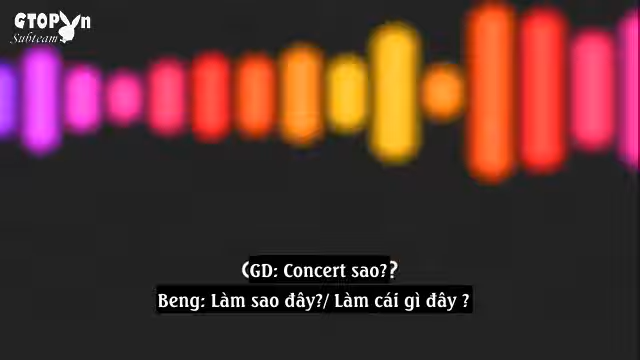 GTOPVn
Subteam
(GD: Concert sao??
Beng: Làm sao đây?/ Làm cái gì đây ?